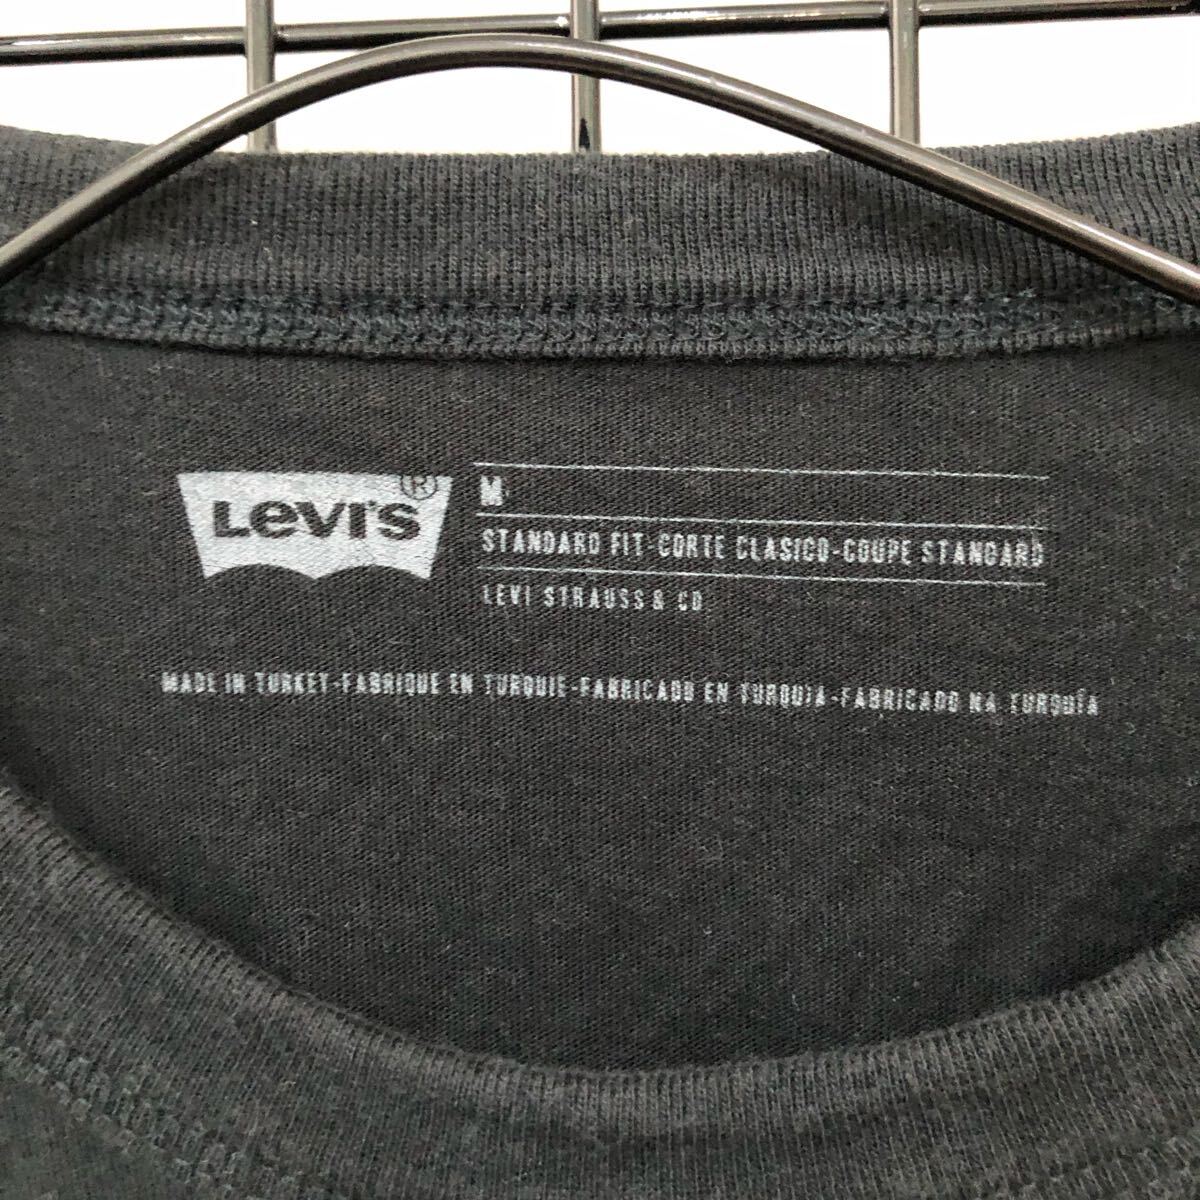 LEVI'S®
M
STANDARD FIT-CORTE CLASICO-COUPE STANDARD
LEVI STRAUSS & CO
MADE IN TURKEY-FABRIQUE EN TURQUIE-FABRICADO EN TURQUÍA-FABRICADO NA TURQUÍA